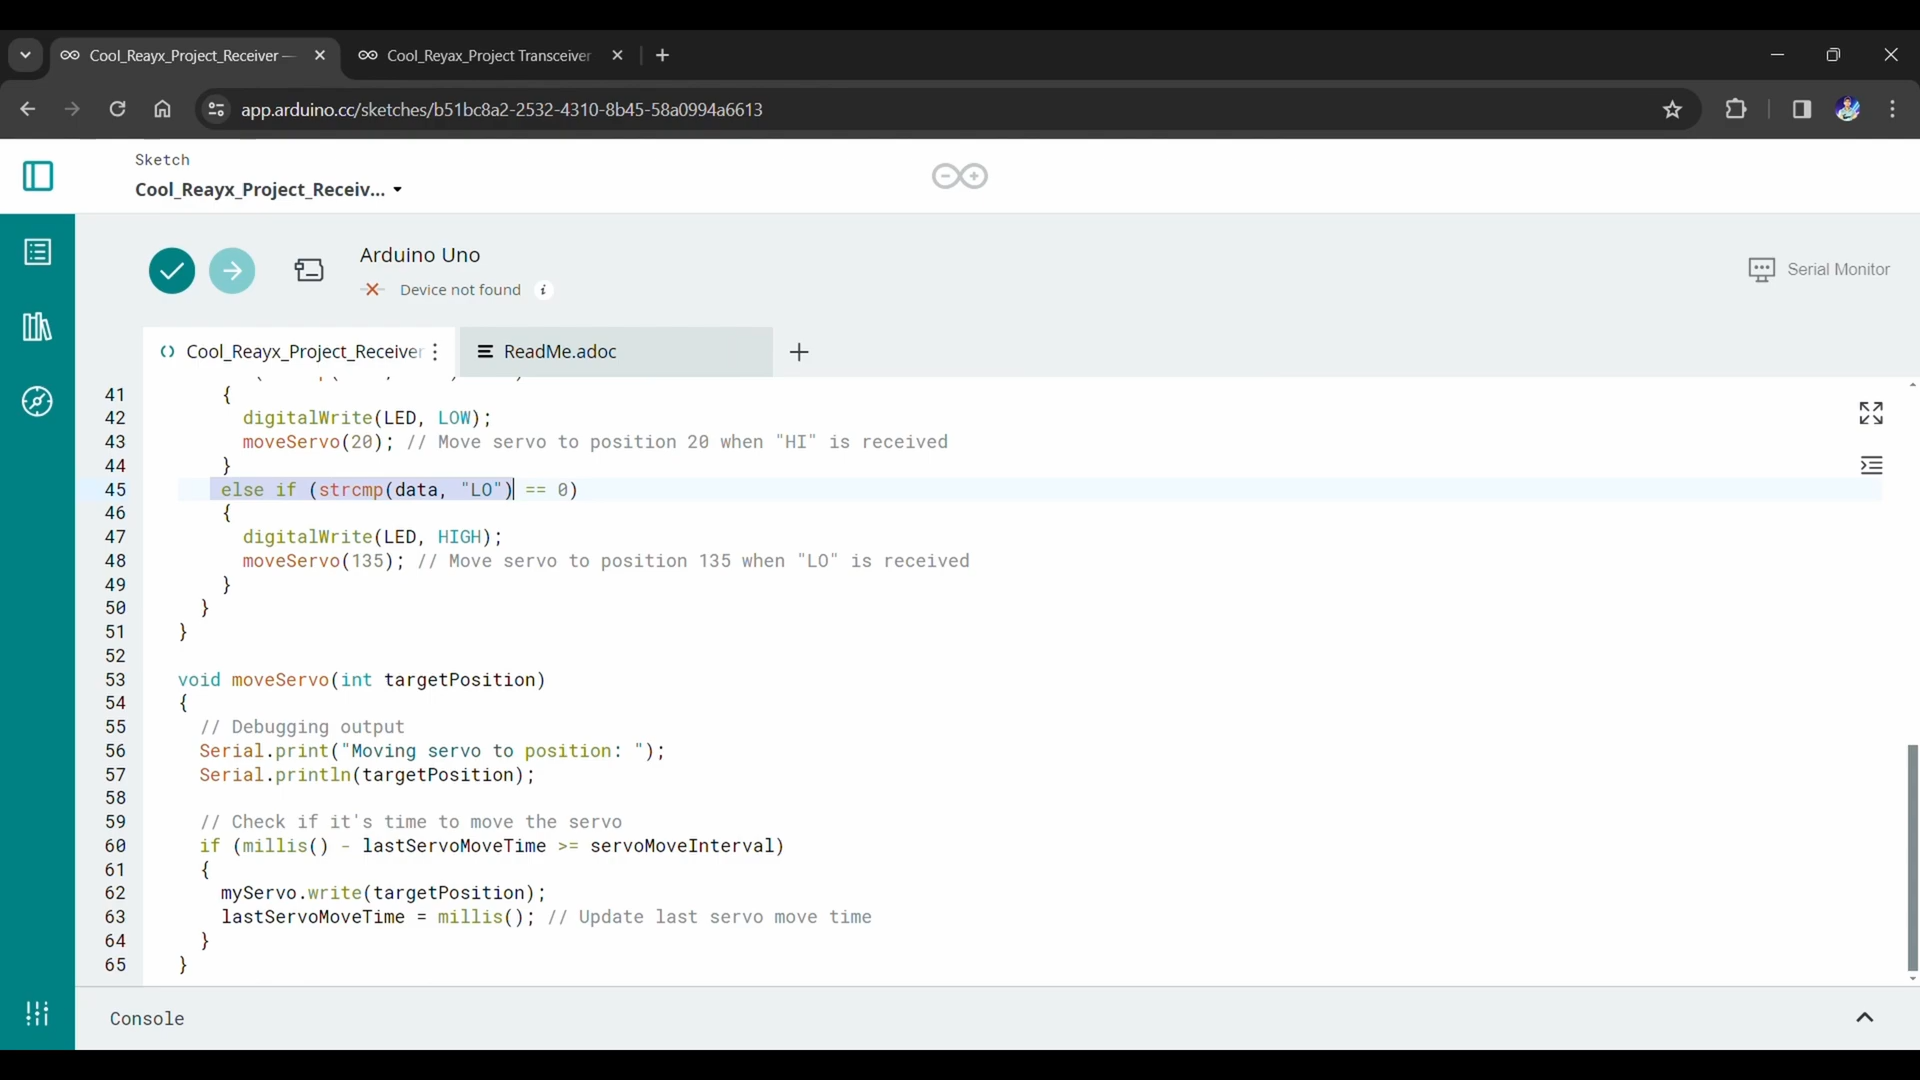 Cool_Reayx_Project_Receiver —
Cool_Reyax_Project Transceiver
app.arduino.cc/sketches/b51bc8a2-2532-4310-8b45-58a0994a6613
Sketch
Cool_Reayx_Project_Receiv...
Arduino Uno
Device not found i
Serial Monitor
Cool_Reayx_Project_Receiver
ReadMe.adoc
41 {
42 digitalWrite(LED, LOW);
43 moveServo(20); // Move servo to position 20 when "HI" is received
44 }
45 else if (strcmp(data, "LO") == 0)
46 {
47 digitalWrite(LED, HIGH);
48 moveServo(135); // Move servo to position 135 when "LO" is received
49 }
50 }
51 }
52
53 void moveServo(int targetPosition)
54 {
55 // Debugging output
56 Serial.print("Moving servo to position: ");
57 Serial.println(targetPosition);
58
59 // Check if it's time to move the servo
60 if (millis() - lastServoMoveTime >= servoMoveInterval)
61 {
62 myServo.write(targetPosition);
63 lastServoMoveTime = millis(); // Update last servo move time
64 }
65 }
Console